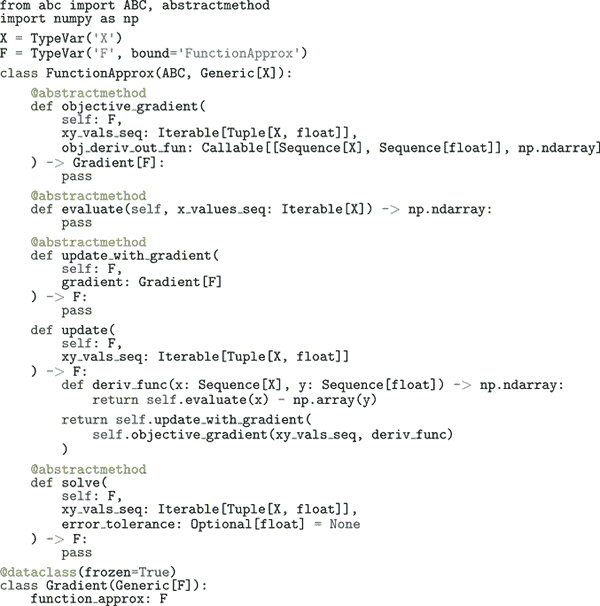 from abc import ABC, abstractmethod
import numpy as np
X = TypeVar('X')
F = TypeVar('F', bound='FunctionApprox')
class FunctionApprox(ABC, Generic[X]):
    @abstractmethod
    def objective_gradient(
        self: F,
        xy_vals_seq: Iterable[Tuple[X, float]],
        obj_deriv_out_fun: Callable[[Sequence[X], Sequence[float]], np.ndarray]
    ) -> Gradient[F]:
        pass
    @abstractmethod
    def evaluate(self, x_values_seq: Iterable[X]) -> np.ndarray:
        pass
    @abstractmethod
    def update_with_gradient(
        self: F,
        gradient: Gradient[F]
    ) -> F:
        pass
    def update(
        self: F,
        xy_vals_seq: Iterable[Tuple[X, float]]
    ) -> F:
        def deriv_func(x: Sequence[X], y: Sequence[float]) -> np.ndarray:
            return self.evaluate(x) - np.array(y)
        return self.update_with_gradient(
            self.objective_gradient(xy_vals_seq, deriv_func)
        )
    @abstractmethod
    def solve(
        self: F,
        xy_vals_seq: Iterable[Tuple[X, float]],
        error_tolerance: Optional[float] = None
    ) -> F:
        pass
@dataclass(frozen=True)
class Gradient(Generic[F]):
    function_approx: F